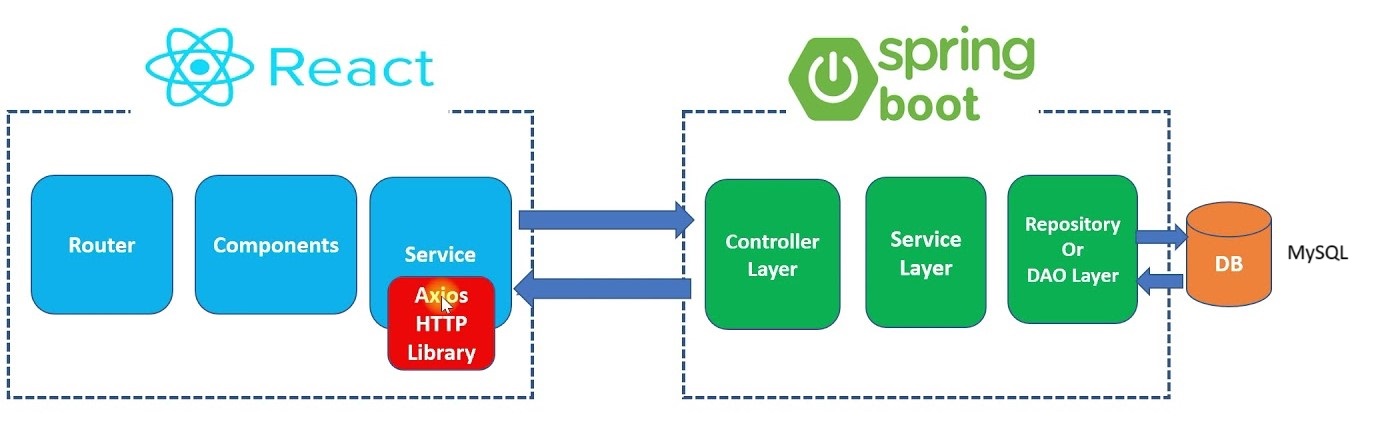 React
spring
boot
Router
Components
Service
Axios
HTTP
Library
Controller
Layer
Service
Layer
Repository
Or
DAO Layer
DB
MySQL